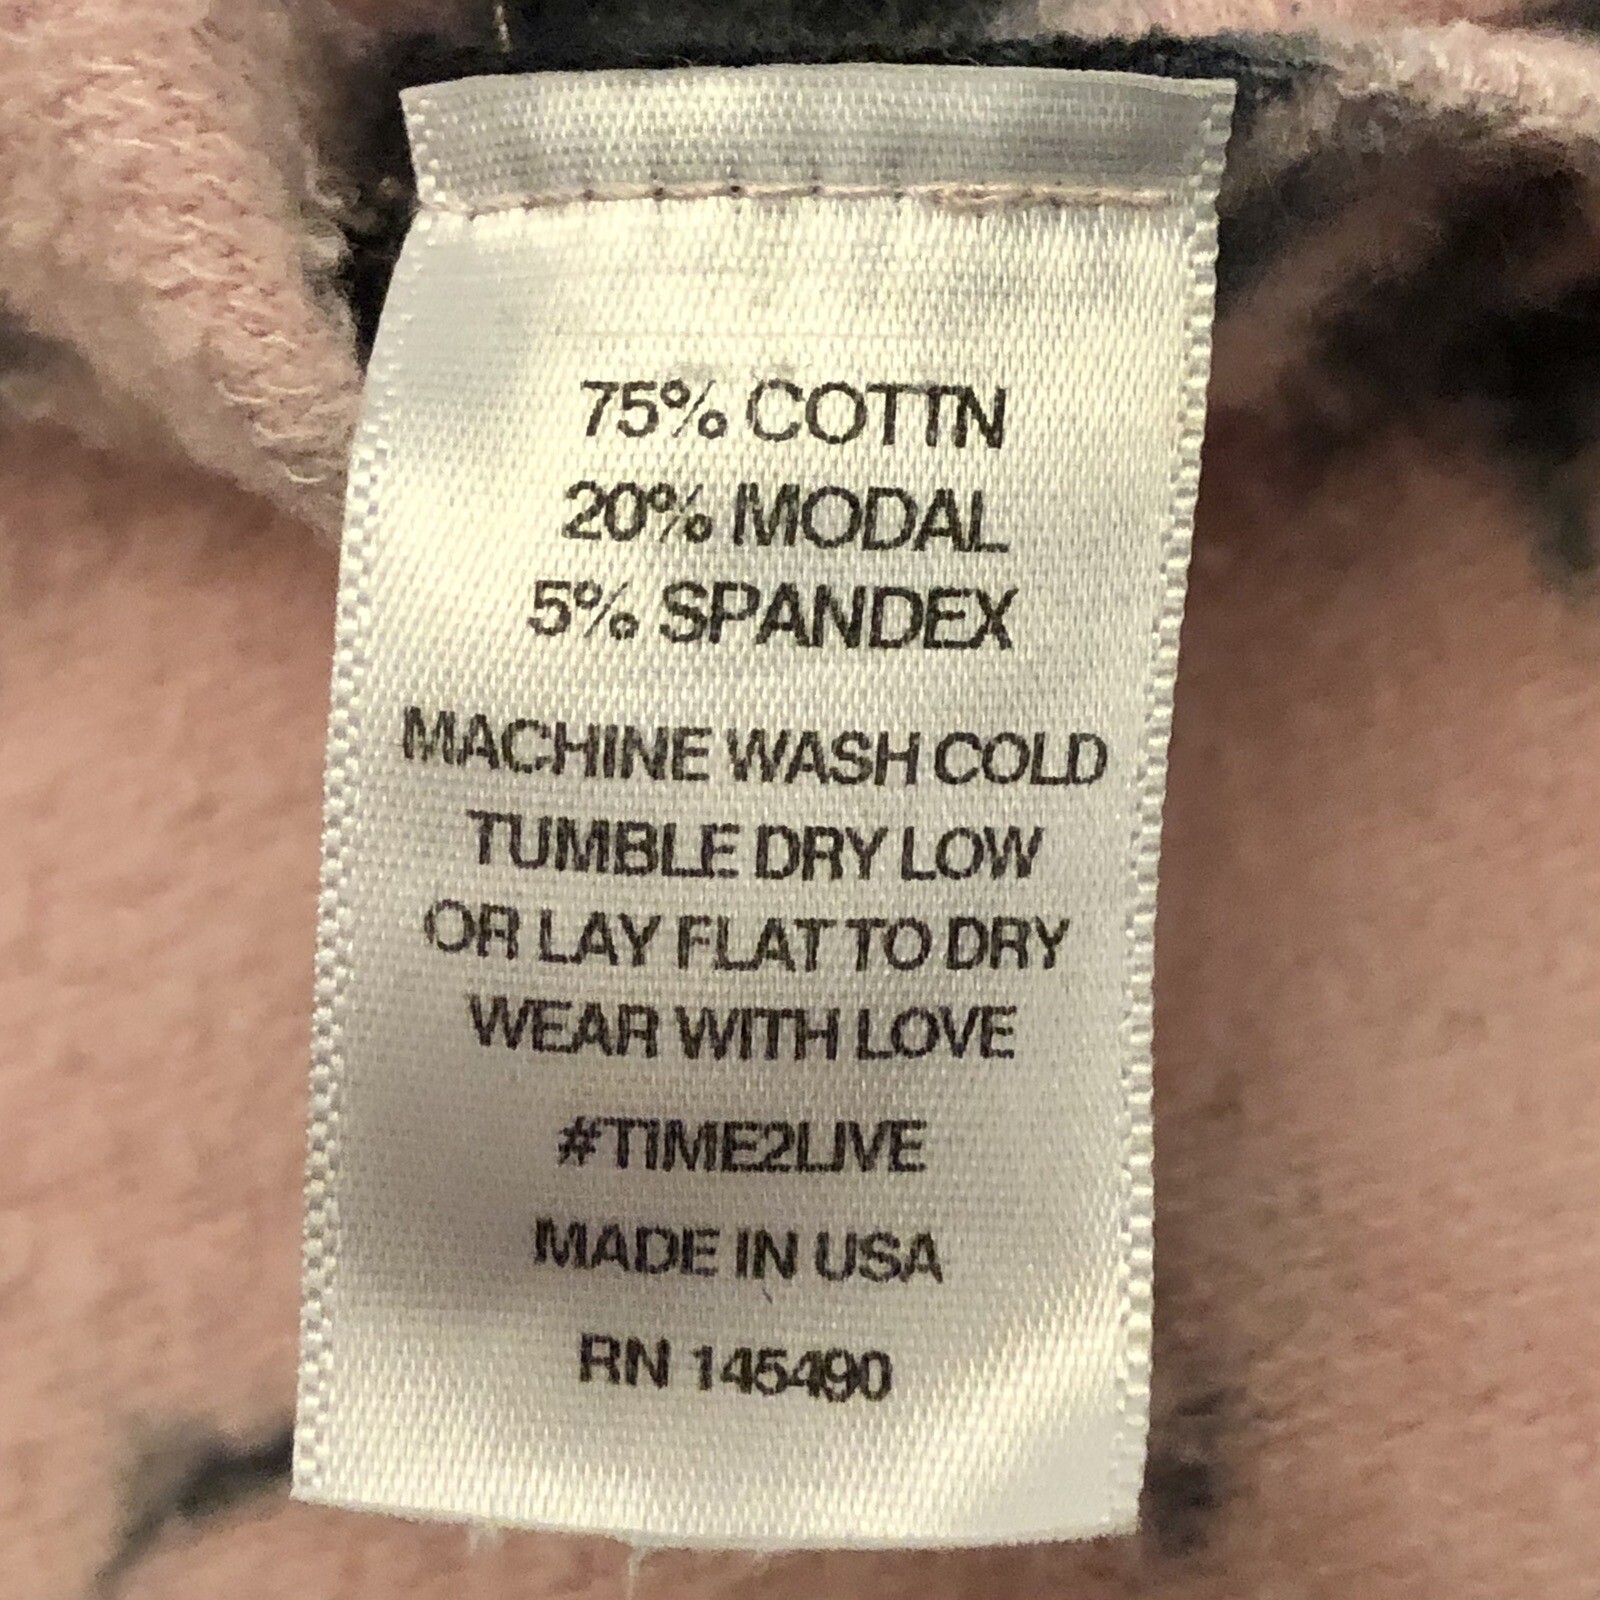 75% COTTN
20% MODAL
5% SPANDEX
MACHINE WASH COLD
TUMBLE DRY LOW
OR LAY FLAT TO DRY
WEAR WITH LOVE
#TIME2LIVE
MADE IN USA
RN 145490